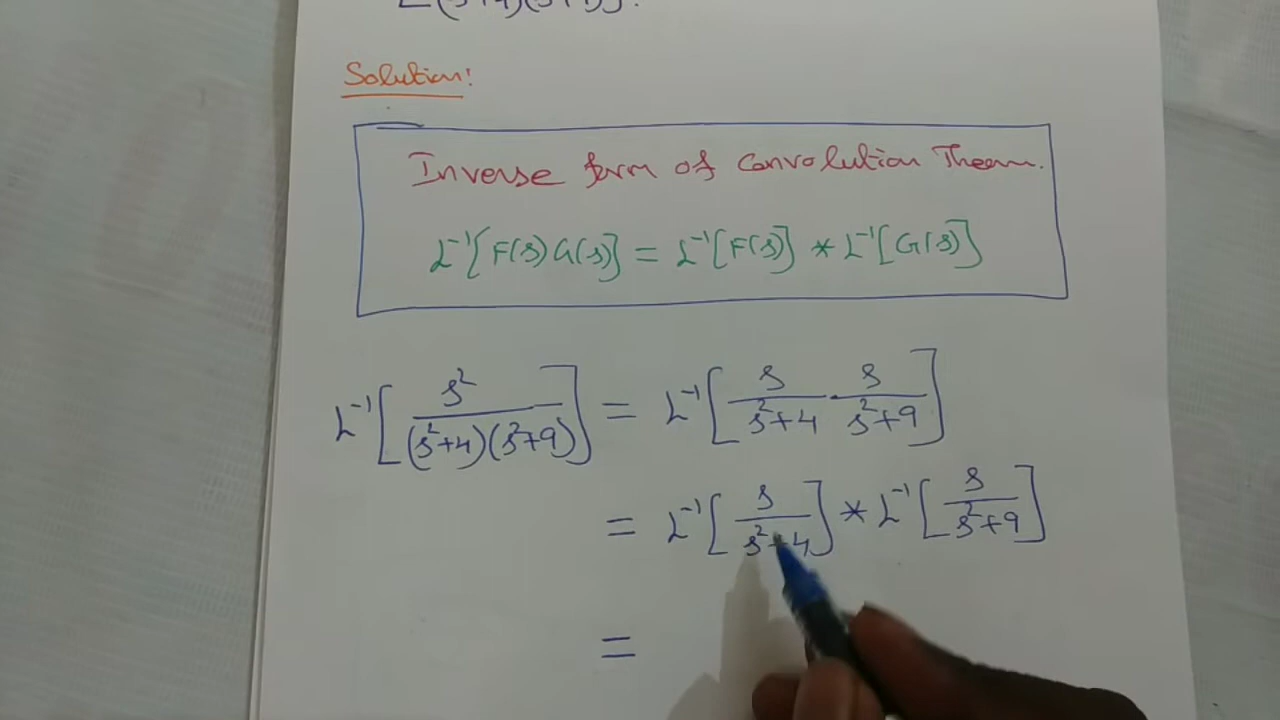 Solution:
Inverse form of Convolution Theorem.
L⁻¹[F(s)G(s)] = L⁻¹[F(s)] * L⁻¹[G(s)]
L⁻¹[s²/((s²+4)(s²+9))] = L⁻¹[s/(s²+4) · s/(s²+9)]
= L⁻¹[s/(s²+4)] * L⁻¹[s/(s²+9)]
=